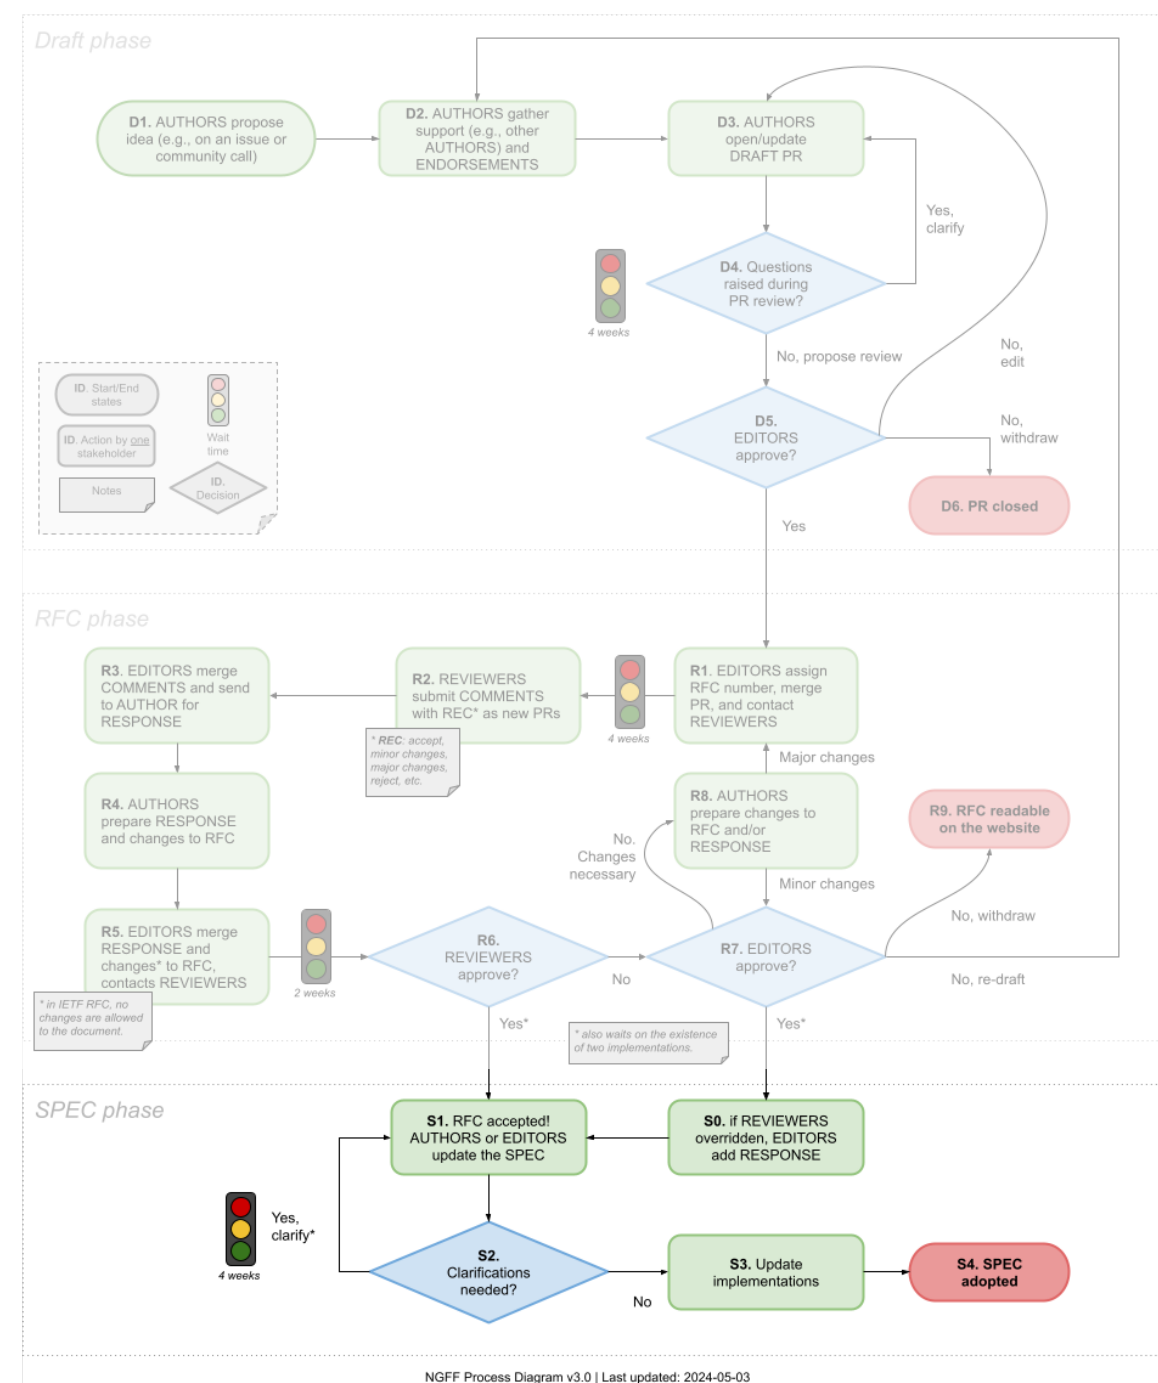 Draft phase
D1. AUTHORS propose
idea (e.g., on an issue or
community call)
D2. AUTHORS gather
support (e.g., other
AUTHORS) and
ENDORSEMENTS
D3. AUTHORS
open/update
DRAFT PR
Yes,
clarify
D4. Questions
raised during
PR review?
4 weeks
No, propose review
No,
edit
D5.
EDITORS
approve?
No,
withdraw
D6. PR closed
Yes
ID. Start/End
states
Wait
time
ID. Action by one
stakeholder
Notes
ID.
Decision
RFC phase
R3. EDITORS merge
COMMENTS and send
to AUTHOR for
RESPONSE
R2. REVIEWERS
submit COMMENTS
with REC* as new PRs
* REC: accept,
minor changes,
major changes,
reject, etc.
4 weeks
R1. EDITORS assign
RFC number, merge
PR, and contact
REVIEWERS
Major changes
R4. AUTHORS
prepare RESPONSE
and changes to RFC
R8. AUTHORS
prepare changes to
RFC and/or
RESPONSE
R9. RFC readable
on the website
No.
Changes
necessary
Minor changes
R5. EDITORS merge
RESPONSE and
changes* to RFC,
contacts REVIEWERS
* in IETF RFC, no
changes are allowed
to the document.
2 weeks
R6.
REVIEWERS
approve?
No
R7. EDITORS
approve?
No, withdraw
No, re-draft
Yes*
* also waits on the existence
of two implementations.
Yes*
SPEC phase
S1. RFC accepted!
AUTHORS or EDITORS
update the SPEC
S0. if REVIEWERS
overridden, EDITORS
add RESPONSE
Yes,
clarify*
4 weeks
S2.
Clarifications
needed?
No
S3. Update
implementations
S4. SPEC
adopted
NGFF Process Diagram v3.0 | Last updated: 2024-05-03